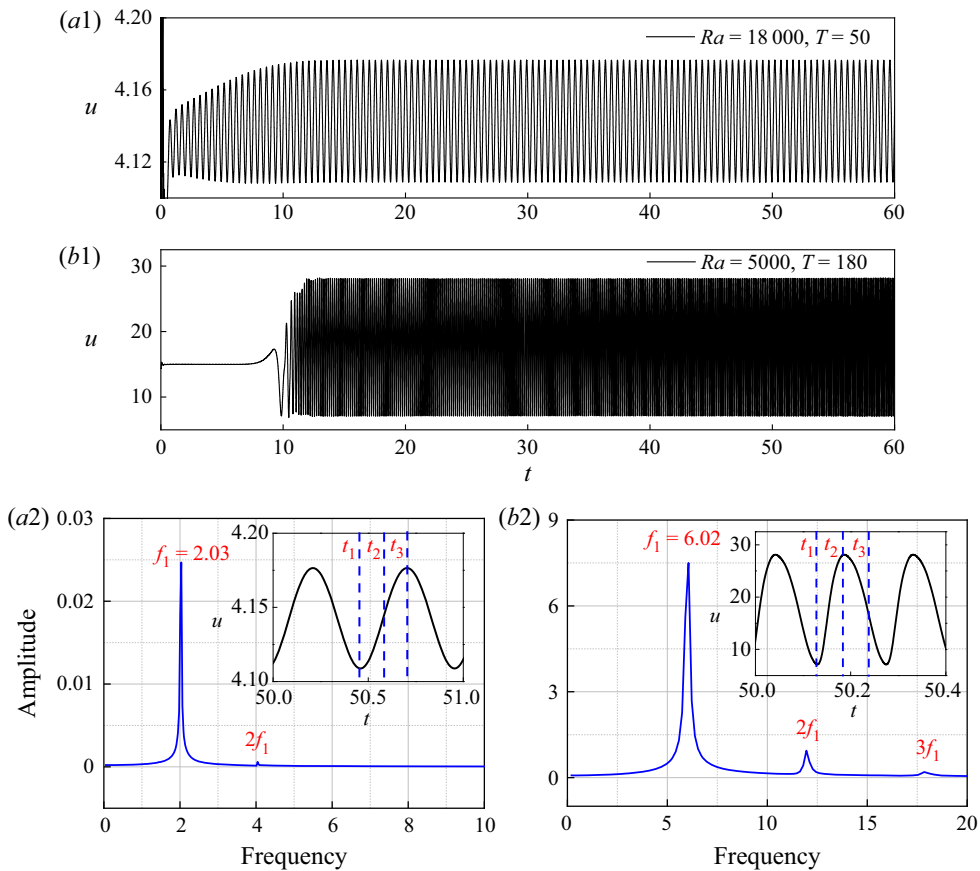 (a1)
4.20
4.16
4.12
u
Ra = 18 000, T = 50
0 10 20 30 40 50 60
(b1)
30
20
10
u
Ra = 5000, T = 180
0 10 20 30 40 50 60
t
(a2)
0.03
0.02
0.01
0
Amplitude
f₁ = 2.03
2f₁
4.20
4.15
4.10
u
t₁ t₂ t₃
50.0 50.5 51.0
t
0 2 4 6 8 10
Frequency
(b2)
9
6
3
0
f₁ = 6.02
2f₁
3f₁
30
20
10
u
t₁ t₂ t₃
50.0 50.2 50.4
t
0 5 10 15 20
Frequency